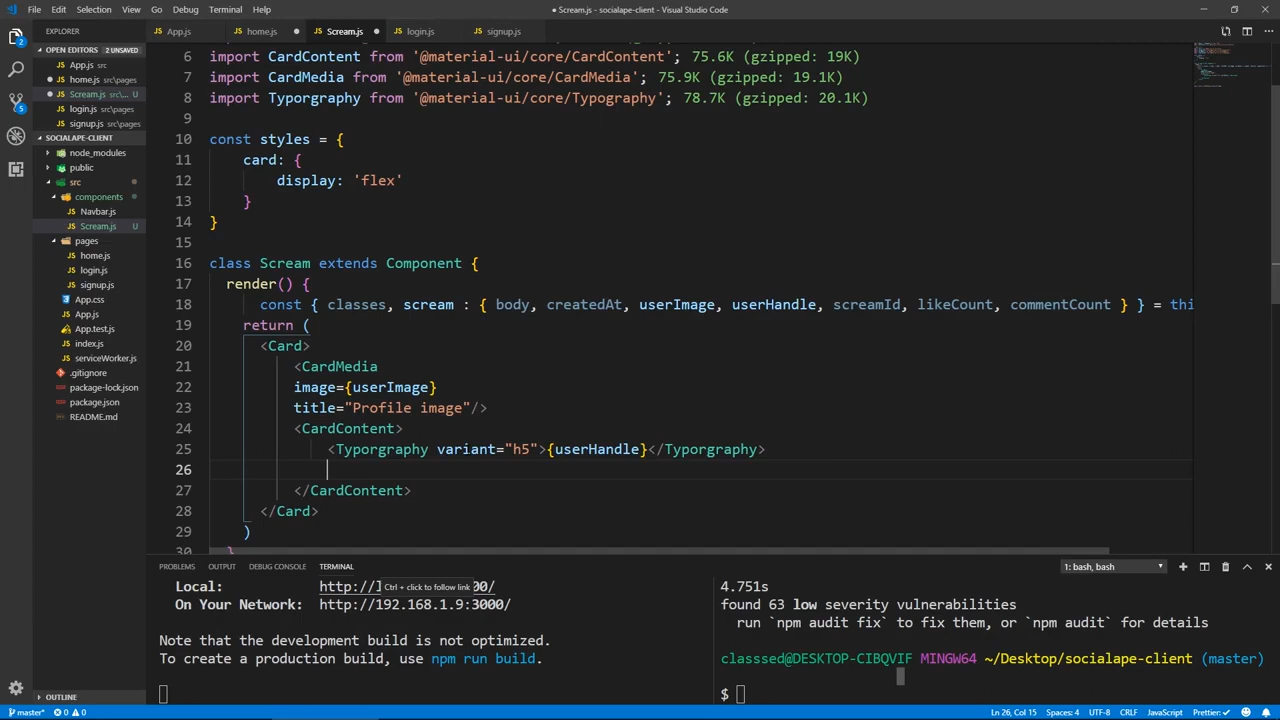 File Edit Selection View Go Debug Terminal Help
● Scream.js - socialape-client - Visual Studio Code
EXPLORER
OPEN EDITORS 2 UNSAVED
App.js
home.js src\pages
Scream.js src\...
login.js src\pages
signup.js src\pages
SOCIALAPE-CLIENT
node_modules
public
src
components
Navbar.js
Scream.js U
pages
home.js
login.js
signup.js
App.css
App.js
App.test.js
index.js
serviceWorker.js
.gitignore
package-lock.json
package.json
README.md
OUTLINE
App.js home.js Scream.js login.js signup.js
6 import CardContent from '@material-ui/core/CardContent'; 75.6K (gzipped: 19K)
7 import CardMedia from '@material-ui/core/CardMedia'; 75.9K (gzipped: 19.1K)
8 import Typorgraphy from '@material-ui/core/Typography'; 78.7K (gzipped: 20.1K)
9
10 const styles = {
11 card: {
12 display: 'flex'
13 }
14 }
15
16 class Scream extends Component {
17 render() {
18 const { classes, scream : { body, createdAt, userImage, userHandle, screamId, likeCount, commentCount } } = thi
19 return (
20 <Card>
21 <CardMedia
22 image={userImage}
23 title="Profile image"/>
24 <CardContent>
25 <Typorgraphy variant="h5">{userHandle}</Typorgraphy>
26
27 </CardContent>
28 </Card>
29 )
30 }
PROBLEMS OUTPUT DEBUG CONSOLE TERMINAL
1: bash, bash
Local: http://l Ctrl + click to follow link 00/
On Your Network: http://192.168.1.9:3000/
Note that the development build is not optimized.
To create a production build, use npm run build.
4.751s
found 63 low severity vulnerabilities
run `npm audit fix` to fix them, or `npm audit` for details
classsed@DESKTOP-CIBQVIF MINGW64 ~/Desktop/socialape-client (master)
$
master* 0 0 Ln 26, Col 15 Spaces: 4 UTF-8 CRLF JavaScript Prettier: ✓